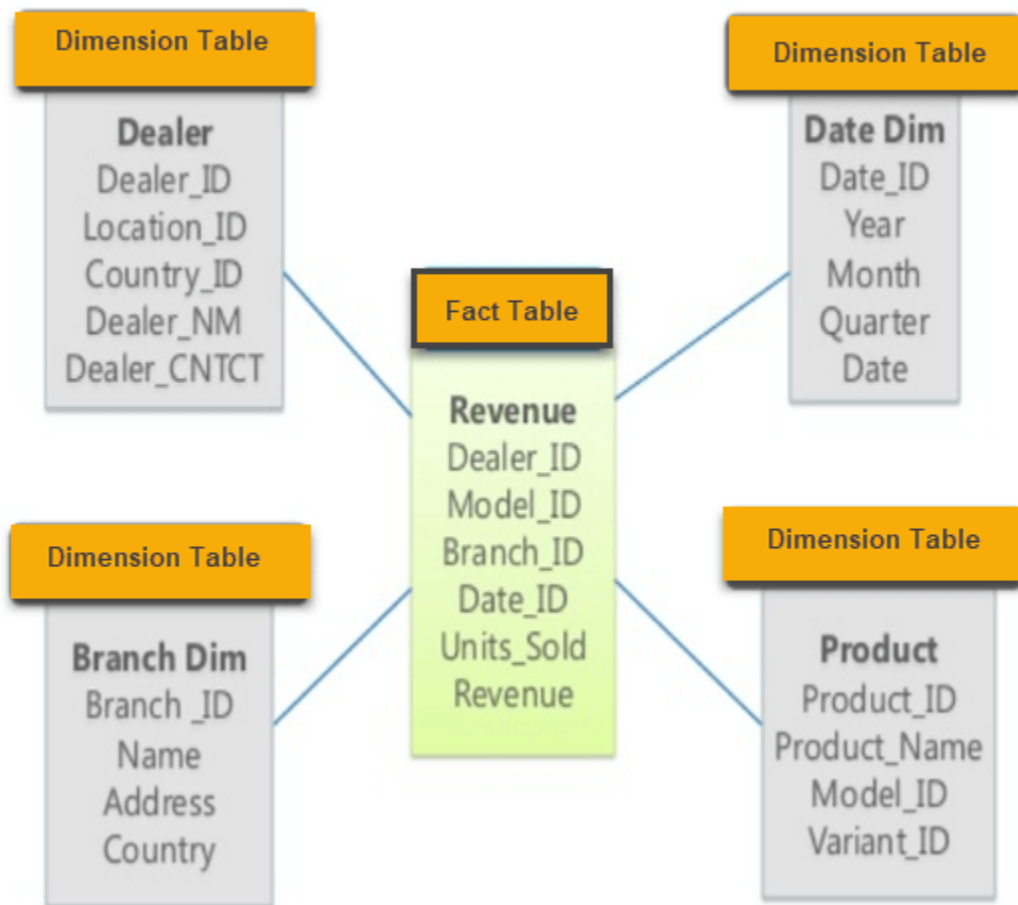 Dimension Table
Dealer
Dealer_ID
Location_ID
Country_ID
Dealer_NM
Dealer_CNTCT
Dimension Table
Date Dim
Date_ID
Year
Month
Quarter
Date
Fact Table
Revenue
Dealer_ID
Model_ID
Branch_ID
Date_ID
Units_Sold
Revenue
Dimension Table
Branch Dim
Branch _ID
Name
Address
Country
Dimension Table
Product
Product_ID
Product_Name
Model_ID
Variant_ID